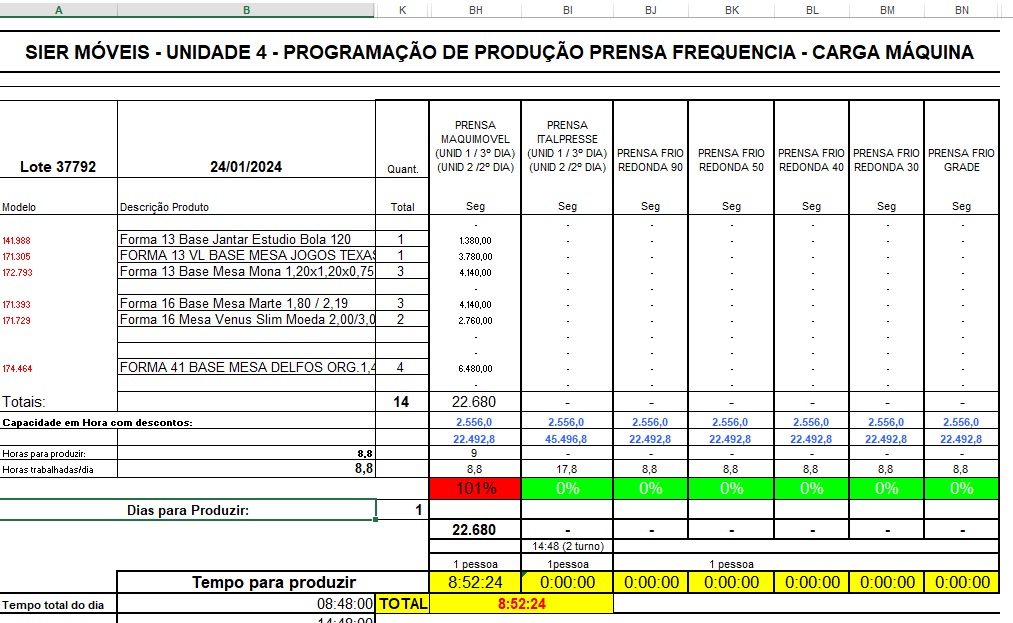 A B K BH BI BJ BK BL BM BN
SIER MÓVEIS - UNIDADE 4 - PROGRAMAÇÃO DE PRODUÇÃO PRENSA FREQUENCIA - CARGA MÁQUINA
Lote 37792
24/01/2024
Quant.
PRENSA
MAQUIMOVEL
(UNID 1 / 3º DIA)
(UNID 2 /2º DIA)
PRENSA
ITALPRESSE
(UNID 1 / 3º DIA)
(UNID 2 /2º DIA)
PRENSA FRIO
REDONDA 90
PRENSA FRIO
REDONDA 50
PRENSA FRIO
REDONDA 40
PRENSA FRIO
REDONDA 30
PRENSA FRIO
GRADE
Modelo Descrição Produto Total Seg Seg Seg Seg Seg Seg Seg
- - - - - - -
141.988 Forma 13 Base Jantar Estudio Bola 120 1 1.380,00 - - - - - -
171.305 FORMA 13 VL BASE MESA JOGOS TEXAS 1 3.780,00 - - - - - -
172.793 Forma 13 Base Mesa Mona 1,20x1,20x0,75 3 4.140,00 - - - - - -
- - - - - - -
171.393 Forma 16 Base Mesa Marte 1,80 / 2,19 3 4.140,00 - - - - - -
171.729 Forma 16 Mesa Venus Slim Moeda 2,00/3,0 2 2.760,00 - - - - - -
- - - - - - -
- - - - - - -
174.464 FORMA 41 BASE MESA DELFOS ORG.1,4 4 6.480,00 - - - - - -
- - - - - - -
Totais: 14 22.680 - - - - - -
Capacidade em Hora com descontos: 2.556,0 2.556,0 2.556,0 2.556,0 2.556,0 2.556,0 2.556,0
22.492,8 45.496,8 22.492,8 22.492,8 22.492,8 22.492,8 22.492,8
Horas para produzir: 8,8 9 - - - - - -
Horas trabalhadas/dia 8,8 8,8 17,8 8,8 8,8 8,8 8,8 8,8
101% 0% 0% 0% 0% 0% 0%
Dias para Produzir: 1
22.680 - - - - - -
14:48 (2 turno)
1 pessoa 1pessoa 1 pessoa
Tempo para produzir 8:52:24 0:00:00 0:00:00 0:00:00 0:00:00 0:00:00 0:00:00
Tempo total do dia 08:48:00 TOTAL 8:52:24
14:48:00